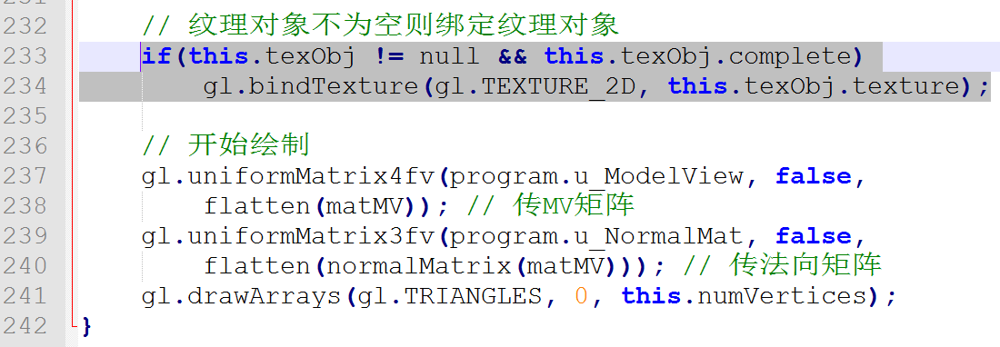 232 // 纹理对象不为空则绑定纹理对象
233 if(this.texObj != null && this.texObj.complete)
234 gl.bindTexture(gl.TEXTURE_2D, this.texObj.texture);
235
236 // 开始绘制
237 gl.uniformMatrix4fv(program.u_ModelView, false,
238 flatten(matMV)); // 传MV矩阵
239 gl.uniformMatrix3fv(program.u_NormalMat, false,
240 flatten(normalMatrix(matMV))); // 传法向矩阵
241 gl.drawArrays(gl.TRIANGLES, 0, this.numVertices);
242 }